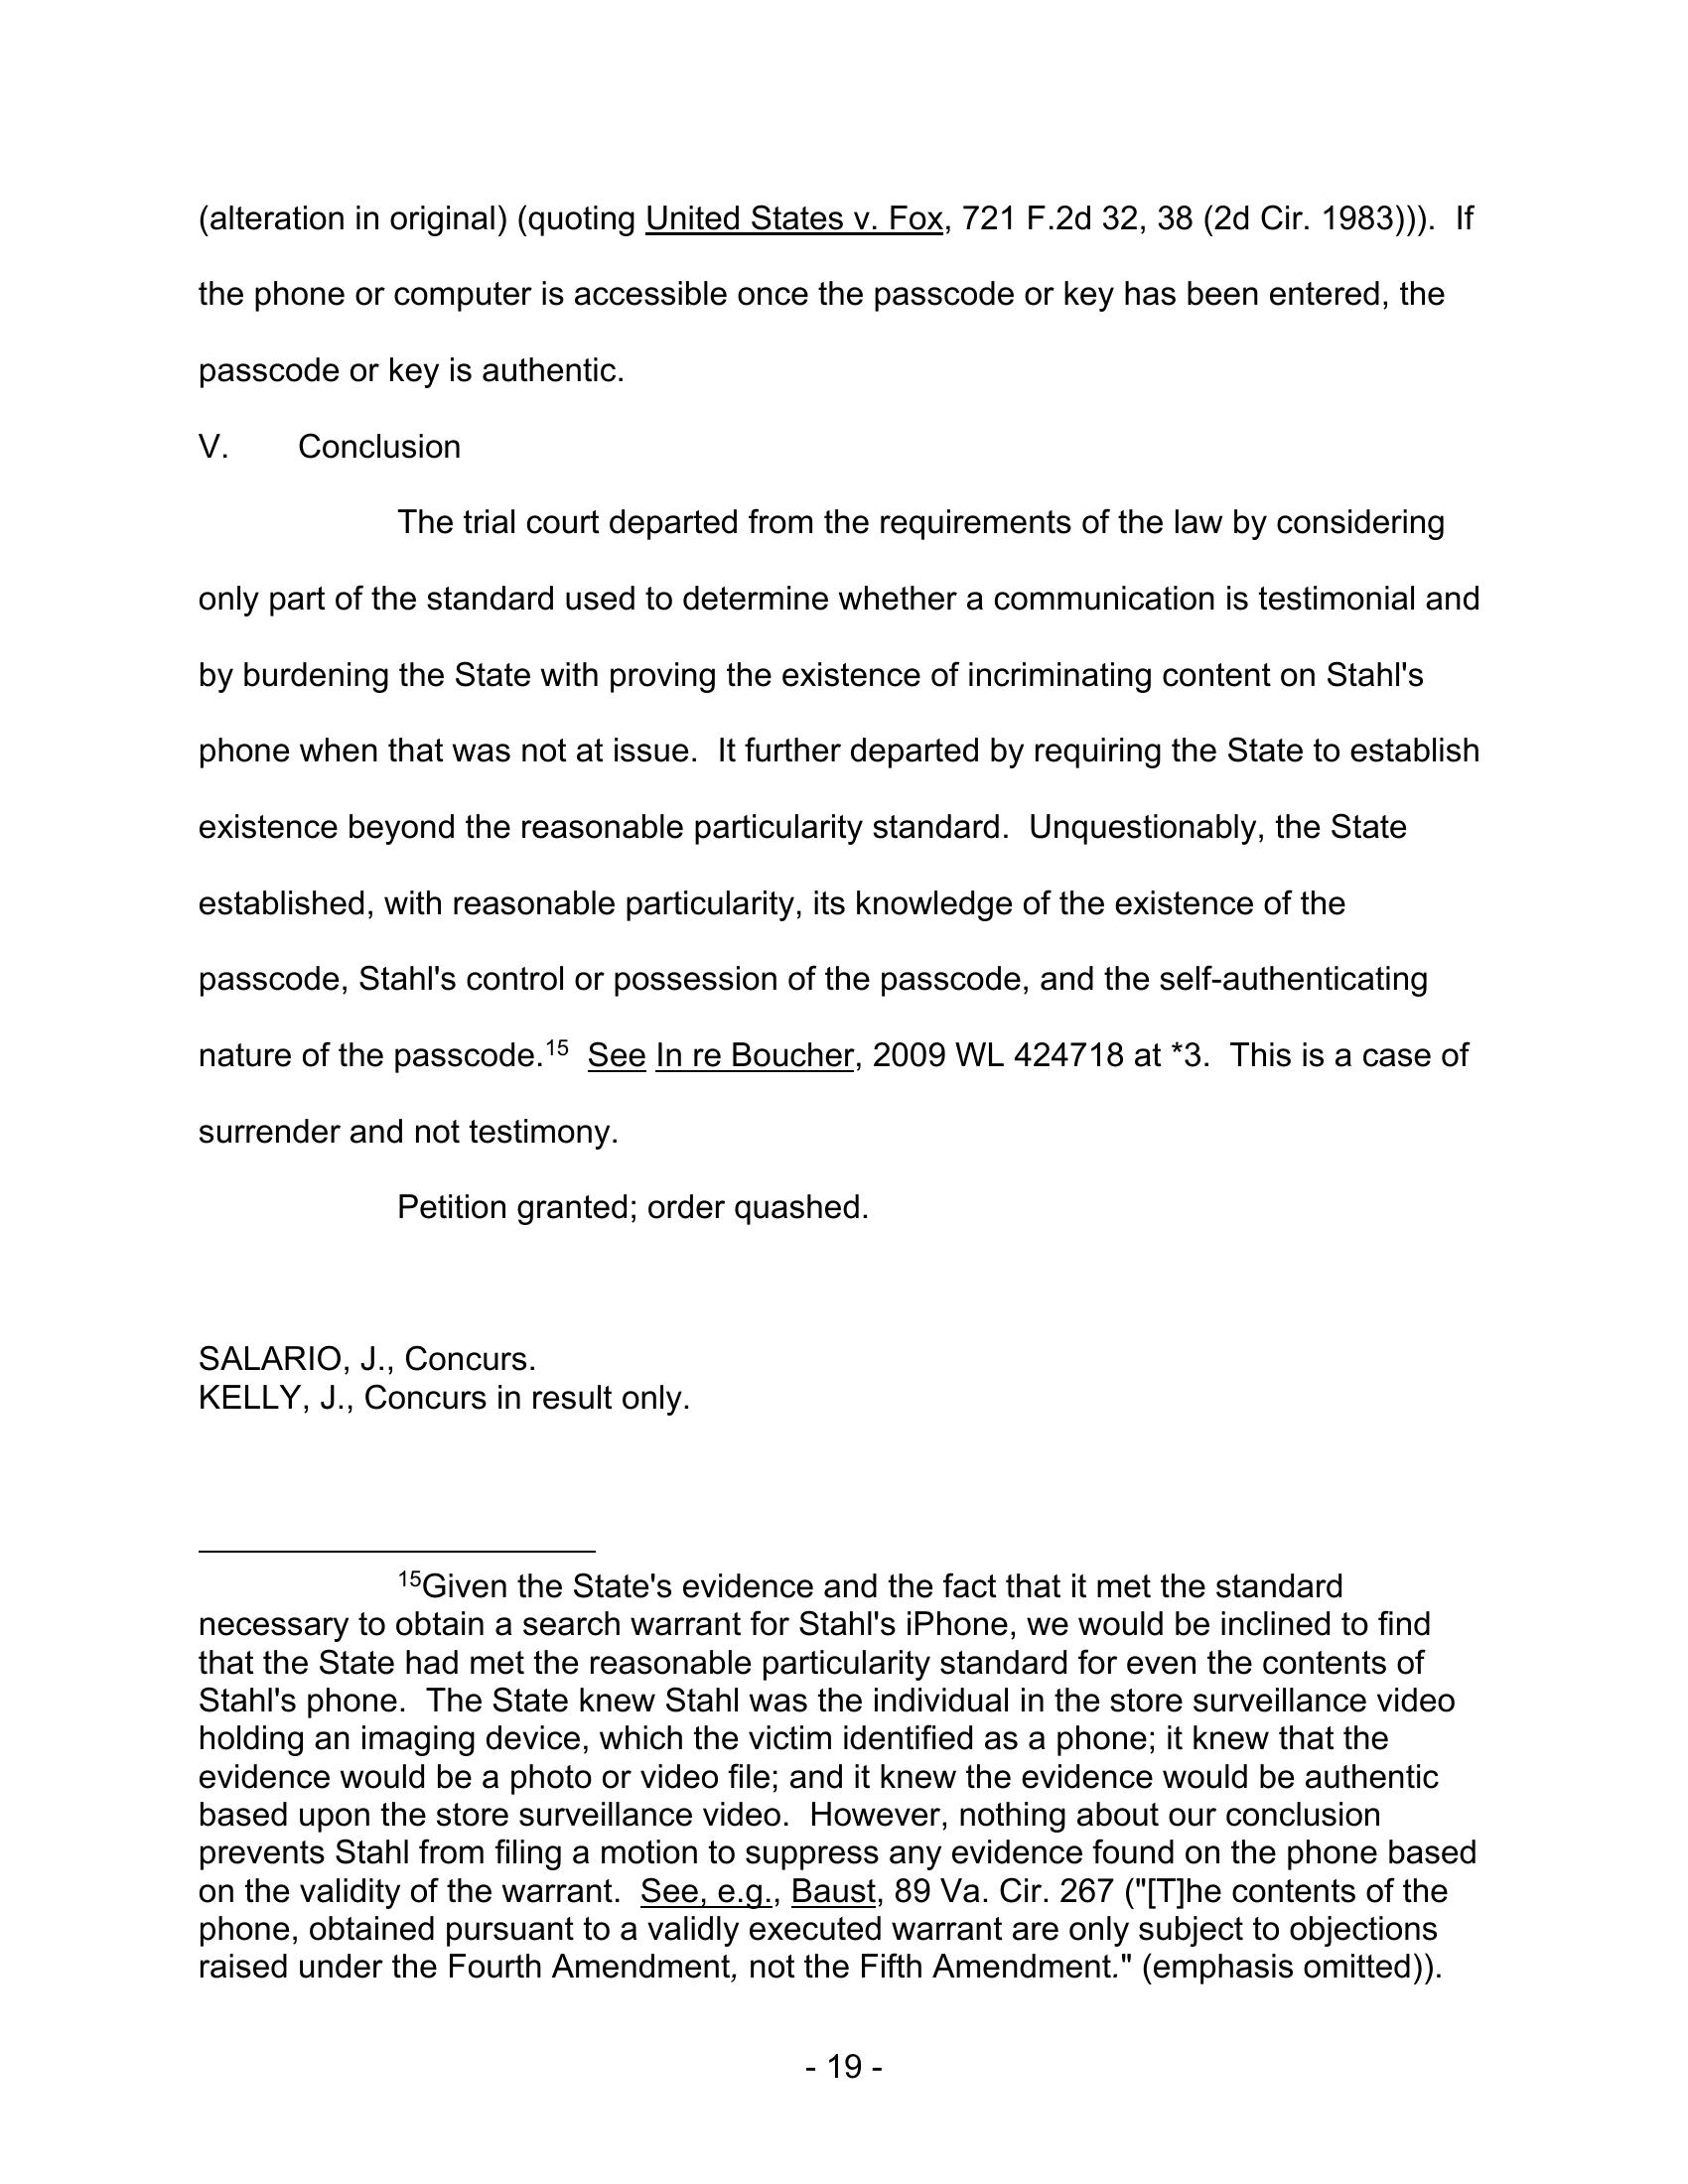 (alteration in original) (quoting United States v. Fox, 721 F.2d 32, 38 (2d Cir. 1983))).  If
the phone or computer is accessible once the passcode or key has been entered, the
passcode or key is authentic.
V. Conclusion
The trial court departed from the requirements of the law by considering
only part of the standard used to determine whether a communication is testimonial and
by burdening the State with proving the existence of incriminating content on Stahl's
phone when that was not at issue.  It further departed by requiring the State to establish
existence beyond the reasonable particularity standard.  Unquestionably, the State
established, with reasonable particularity, its knowledge of the existence of the
passcode, Stahl's control or possession of the passcode, and the self-authenticating
nature of the passcode.15  See In re Boucher, 2009 WL 424718 at *3.  This is a case of
surrender and not testimony.
Petition granted; order quashed.
SALARIO, J., Concurs.
KELLY, J., Concurs in result only.
15Given the State's evidence and the fact that it met the standard
necessary to obtain a search warrant for Stahl's iPhone, we would be inclined to find
that the State had met the reasonable particularity standard for even the contents of
Stahl's phone.  The State knew Stahl was the individual in the store surveillance video
holding an imaging device, which the victim identified as a phone; it knew that the
evidence would be a photo or video file; and it knew the evidence would be authentic
based upon the store surveillance video.  However, nothing about our conclusion
prevents Stahl from filing a motion to suppress any evidence found on the phone based
on the validity of the warrant.  See, e.g., Baust, 89 Va. Cir. 267 ("[T]he contents of the
phone, obtained pursuant to a validly executed warrant are only subject to objections
raised under the Fourth Amendment, not the Fifth Amendment." (emphasis omitted)).
- 19 -